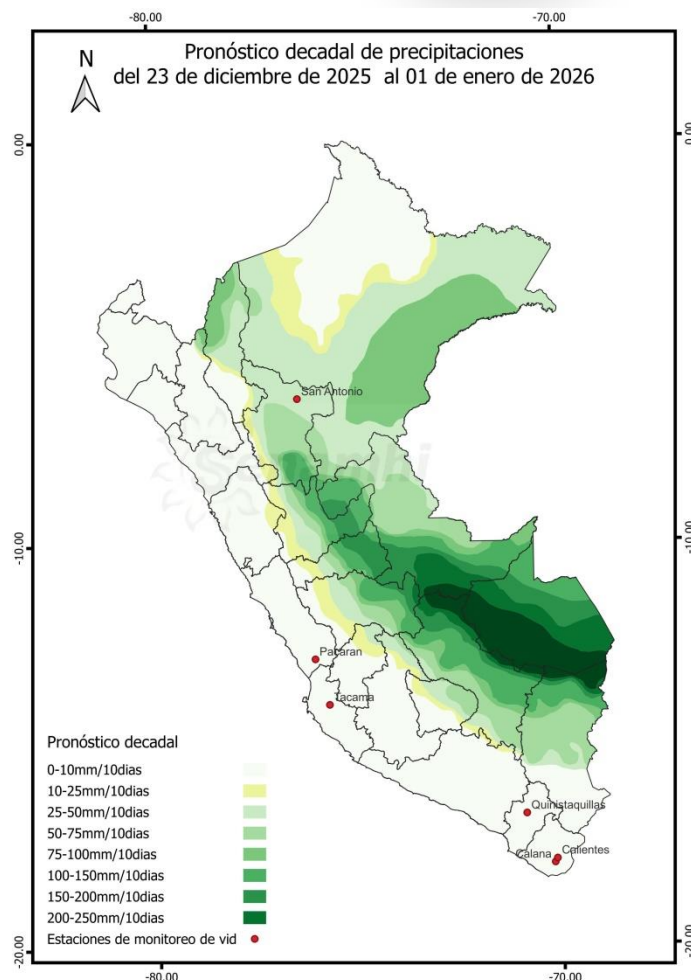 -80.00
-70.00
Pronóstico decadal de precipitaciones
del 23 de diciembre de 2025 al 01 de enero de 2026
N
0.00
0.00
San Antonio
Senamhi
-10.00
-10.00
Pacaran
Tacama
Pronóstico decadal
0-10mm/10dias
10-25mm/10dias
25-50mm/10dias
50-75mm/10dias
75-100mm/10dias
100-150mm/10dias
150-200mm/10dias
200-250mm/10dias
Estaciones de monitoreo de vid
Quinistaquillas
Calana
Calientes
-20.00
-20.00
-80.00
-70.00